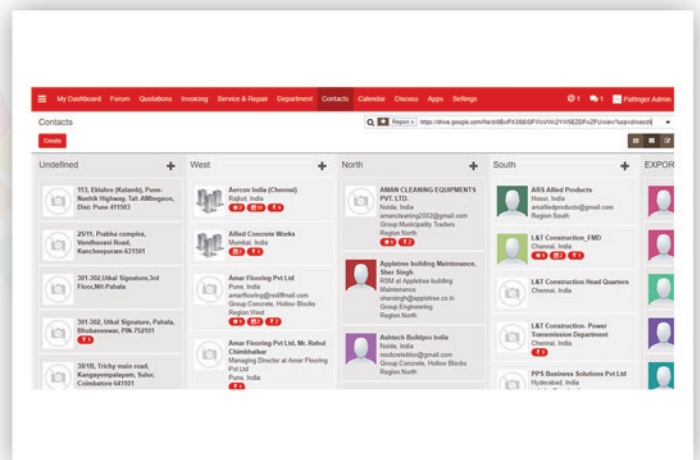 My Dashboard Forum Quotations Invoicing Service & Repair Department Contacts Calendar Discuss Apps Settings @ 1 1 Palfinger Admin
Contacts
Region x
Create
Undefined +
113, Eklahre (Kalamb), Pune-
Nashik Highway, Tal: AMbegaon,
Dist: Pune 411503
25/11, Prabha complex,
Vendhavesi Road,
Kancheepuram-631501
301-302,Utkal Signature,3rd
Floor,NH-Pahala
301-302, Utkal Signature, Pahala,
Bhubaneswar, PIN-752101
₹ 1
38/1B, Trichy main road,
Kangayempalayam, Sulur,
Coimbatore 641101
West +
Aercon India (Chennai)
Rajkot, India
Allied Concrete Works
Mumbai, India
Amar Flooring Pvt Ltd
Pune, India
amarflooring@rediffmail.com
Group:Concrete, Hollow Blocks
Region:West
Amar Flooring Pvt Ltd, Mr. Rahul
Chimbhalkar
Managing Director at Amar Flooring
Pvt Ltd
Pune, India
North +
AMAN CLEANING EQUIPMENTS
PVT. LTD.
Noida, India
amancleaning2002@gmail.com
Group:Municipality Traders
Region:North
Appletree building Maintenance,
Sher Singh
RSM at Appletree building
Maintenance
shersingh@appletree.co.in
Group:Engineering
Region:North
Ashtech Buildpro India
Noida, India
modcreteblox@gmail.com
Group:Concrete, Hollow Blocks
Region:North
South +
ARS Allied Products
Hosur, India
arsalliedproducts@gmail.com
Region:South
L&T Construction_FMD
Chennai, India
L&T Construction Head Quarters
Chennai, India
L&T Construction- Power
Transmission Department
Chennai, India
₹ 1
PPS Business Solutions Pvt Ltd
Hyderabad, India
EXPOR